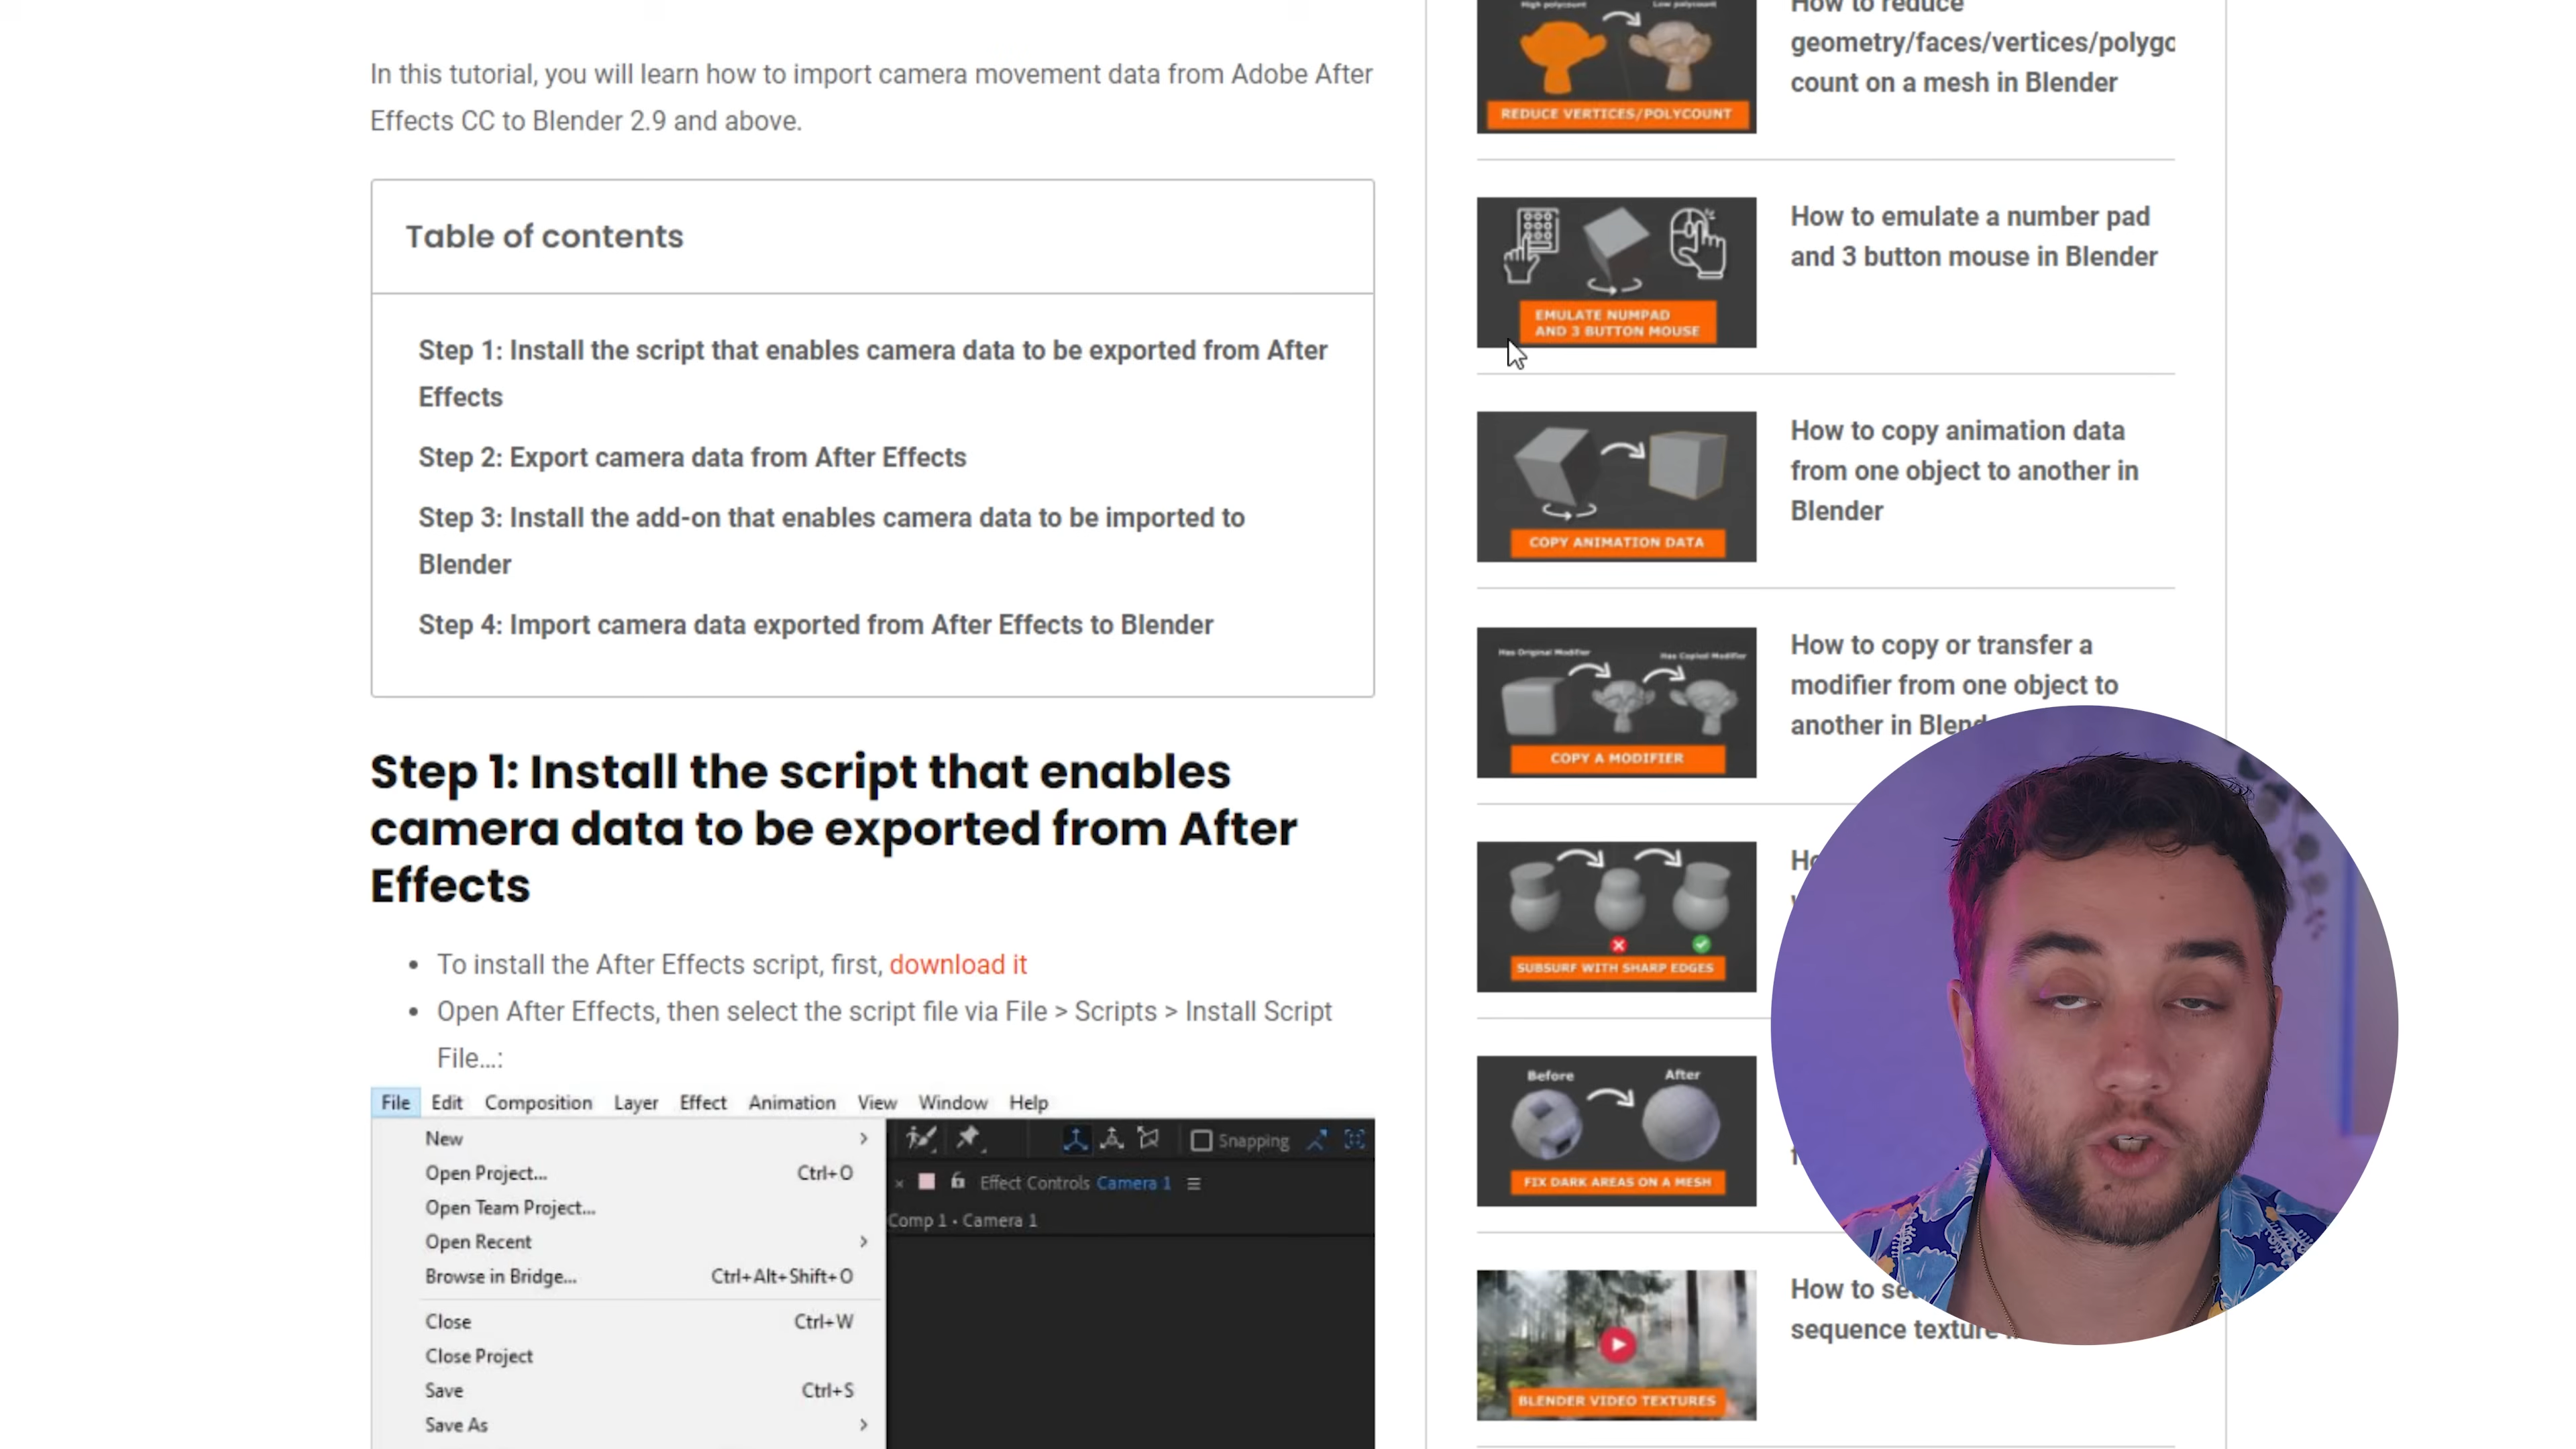 In this tutorial, you will learn how to import camera movement data from Adobe After
Effects CC to Blender 2.9 and above.
Table of contents
Step 1: Install the script that enables camera data to be exported from After
Effects
Step 2: Export camera data from After Effects
Step 3: Install the add-on that enables camera data to be imported to
Blender
Step 4: Import camera data exported from After Effects to Blender
Step 1: Install the script that enables
camera data to be exported from After
Effects
To install the After Effects script, first, download it
Open After Effects, then select the script file via File > Scripts > Install Script
File...:
File Edit Composition Layer Effect Animation View Window Help
New
Open Project... Ctrl+O
Open Team Project...
Open Recent
Browse in Bridge... Ctrl+Alt+Shift+O
Close Ctrl+W
Close Project
Save Ctrl+S
Save As
Snapping
Effect Controls Camera 1
Comp 1 • Camera 1
High polycount Low polycount
REDUCE VERTICES/POLYCOUNT
How to reduce
geometry/faces/vertices/polygo
count on a mesh in Blender
EMULATE NUMPAD
AND 3 BUTTON MOUSE
How to emulate a number pad
and 3 button mouse in Blender
COPY ANIMATION DATA
How to copy animation data
from one object to another in
Blender
Has Original Modifier Has Copied Modifier
COPY A MODIFIER
How to copy or transfer a
modifier from one object to
another in Blend
SUBSURF WITH SHARP EDGES
Before After
FIX DARK AREAS ON A MESH
BLENDER VIDEO TEXTURES
How to se
sequence texture